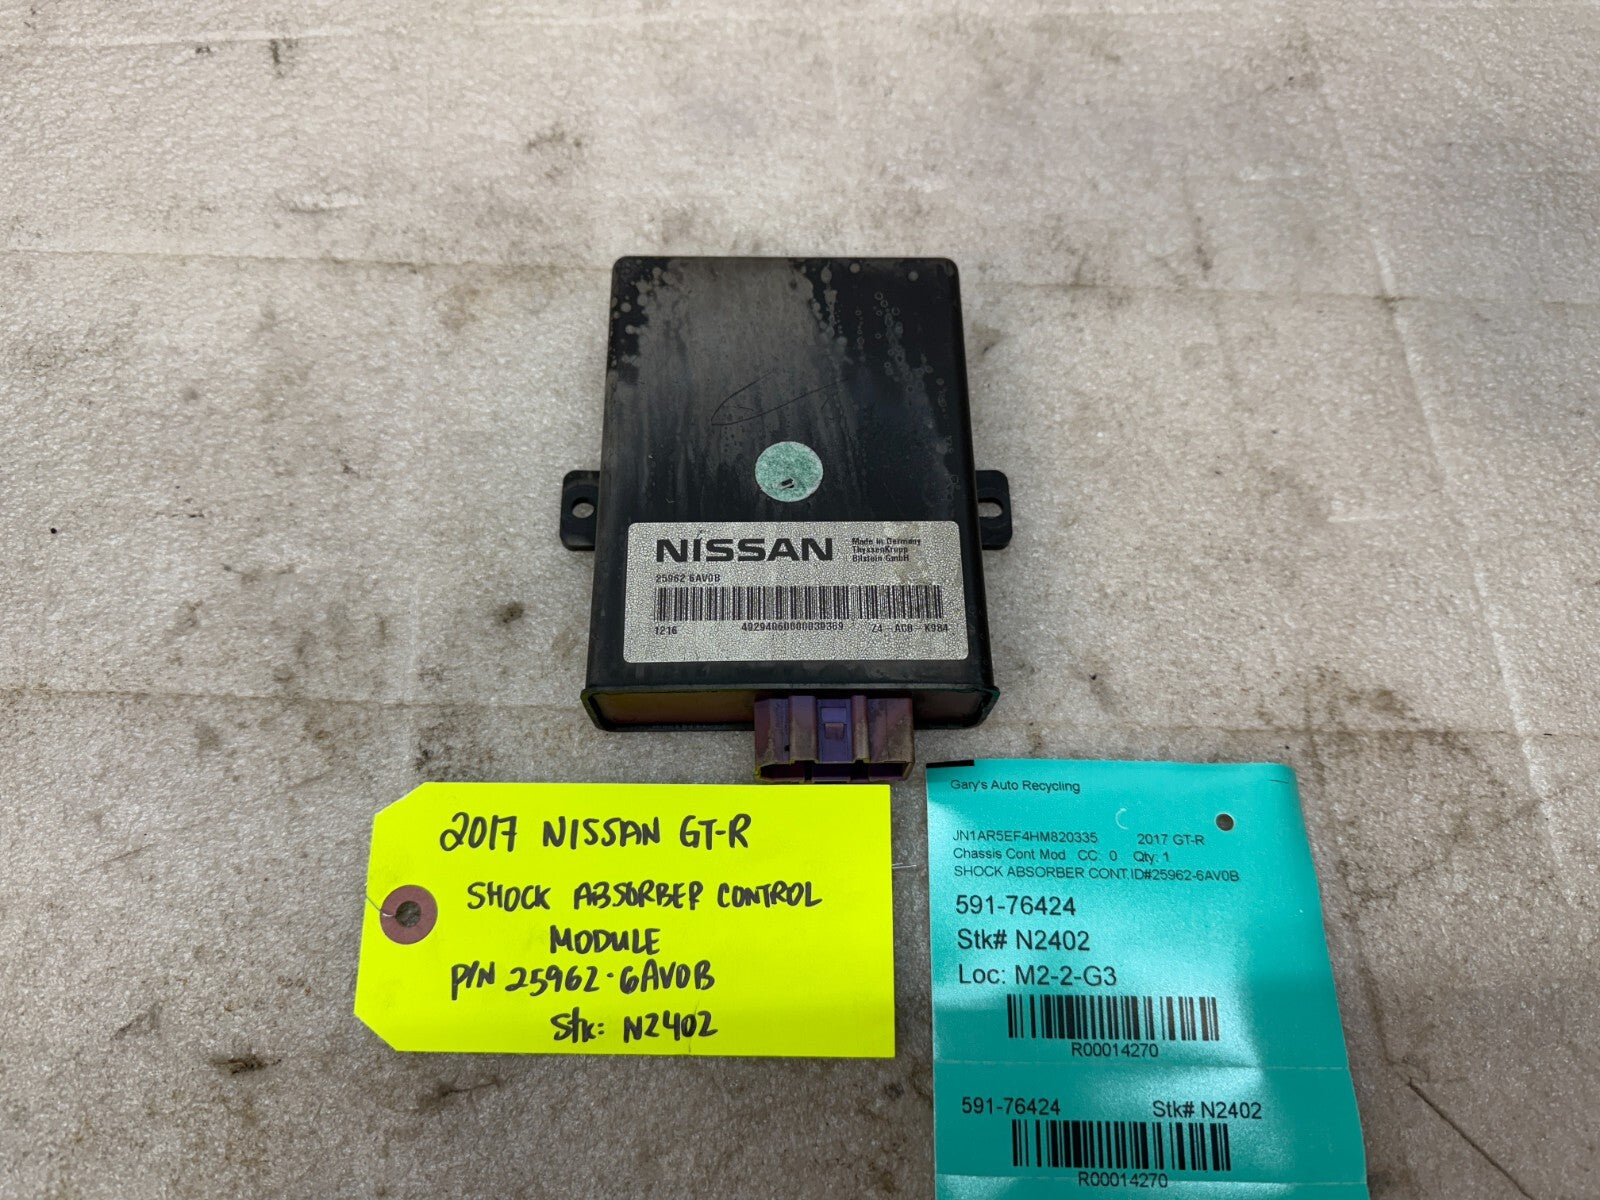 NISSAN
Made in Germany
ThyssenKrupp
Bilstein GmbH
25962 6AV0B
1216 4029406D000030369 Z4 - AC8 - K984
2017 NISSAN GT-R
SHOCK ABSORBER CONTROL
MODULE
P/N 25962-6AV0B
Stk: N2402
Gary's Auto Recycling
JN1AR5EF4HM820335 2017 GT-R
Chassis Cont Mod CC: 0 Qty: 1
SHOCK ABSORBER CONT.ID#25962-6AV0B
591-76424
Stk# N2402
Loc: M2-2-G3
R00014270
591-76424 Stk# N2402
R00014270